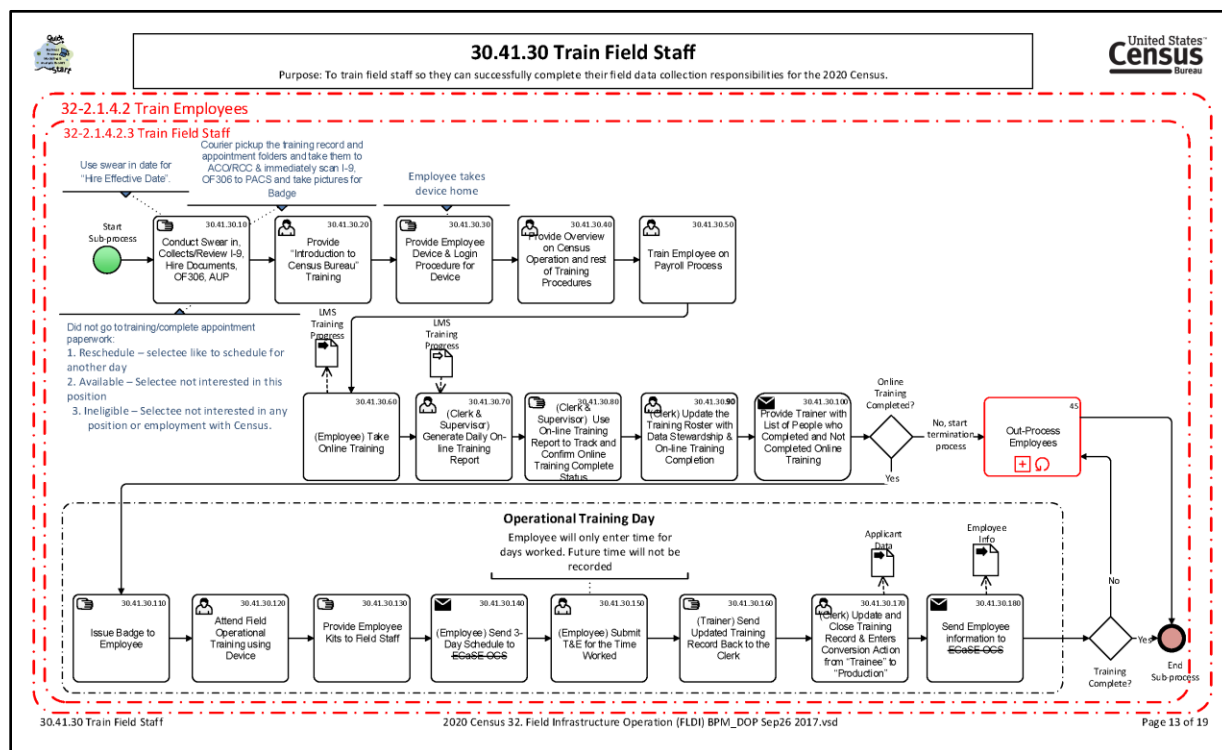 Quick
Start
30.41.30 Train Field Staff
Purpose: To train field staff so they can successfully complete their field data collection responsibilities for the 2020 Census.
United States™
Census
Bureau
32-2.1.4.2 Train Employees
32-2.1.4.2.3 Train Field Staff
Use swear in date for
“Hire Effective Date”.
Courier pickup the training record and
appointment folders and take them to
ACO/RCC & immediately scan I-9,
OF306 to PACS and take pictures for
Badge
Employee takes
device home
Start
Sub-process
30.41.30.10
Conduct Swear in,
Collects/Review I-9,
Hire Documents,
OF306, AUP
30.41.30.20
Provide
“Introduction to
Census Bureau”
Training
30.41.30.30
Provide Employee
Device & Login
Procedure for
Device
30.41.30.40
Provide Overview
on Census
Operation and rest
of Training
Procedures
30.41.30.50
Train Employee on
Payroll Process
Did not go to training/complete appointment
paperwork:
1. Reschedule – selectee like to schedule for
another day
2. Available – Selectee not interested in this
position
3. Ineligible – Selectee not interested in any
position or employment with Census.
LMS
Training
Progress
LMS
Training
Progress
30.41.30.60
(Employee) Take
Online Training
30.41.30.70
(Clerk &
Supervisor)
Generate Daily On-
line Training
Report
30.41.30.80
(Clerk &
Supervisor) Use
On-line Training
Report to Track and
Confirm Online
Training Complete
Status
30.41.30.90
(Clerk) Update the
Training Roster with
Data Stewardship &
On-line Training
Completion
30.41.30.100
Provide Trainer with
List of People who
Completed and Not
Completed Online
Training
Online
Training
Completed?
No, start
termination
process
Yes
45
Out-Process
Employees
Operational Training Day
Employee will only enter time for
days worked. Future time will not be
recorded
Applicant
Data
Employee
Info
30.41.30.110
Issue Badge to
Employee
30.41.30.120
Attend Field
Operational
Training using
Device
30.41.30.130
Provide Employee
Kits to Field Staff
30.41.30.140
(Employee) Send 3-
Day Schedule to
ECaSE OCS
30.41.30.150
(Employee) Submit
T&E for the Time
Worked
30.41.30.160
(Trainer) Send
Updated Training
Record Back to the
Clerk
30.41.30.170
(Clerk) Update and
Close Training
Record & Enters
Conversion Action
from “Trainee” to
“Production”
30.41.30.180
Send Employee
information to
ECaSE OCS
No
Yes
Training
Complete?
End
Sub-process
30.41.30 Train Field Staff
2020 Census 32. Field Infrastructure Operation (FLDI) BPM_DOP Sep26 2017.vsd
Page 13 of 19